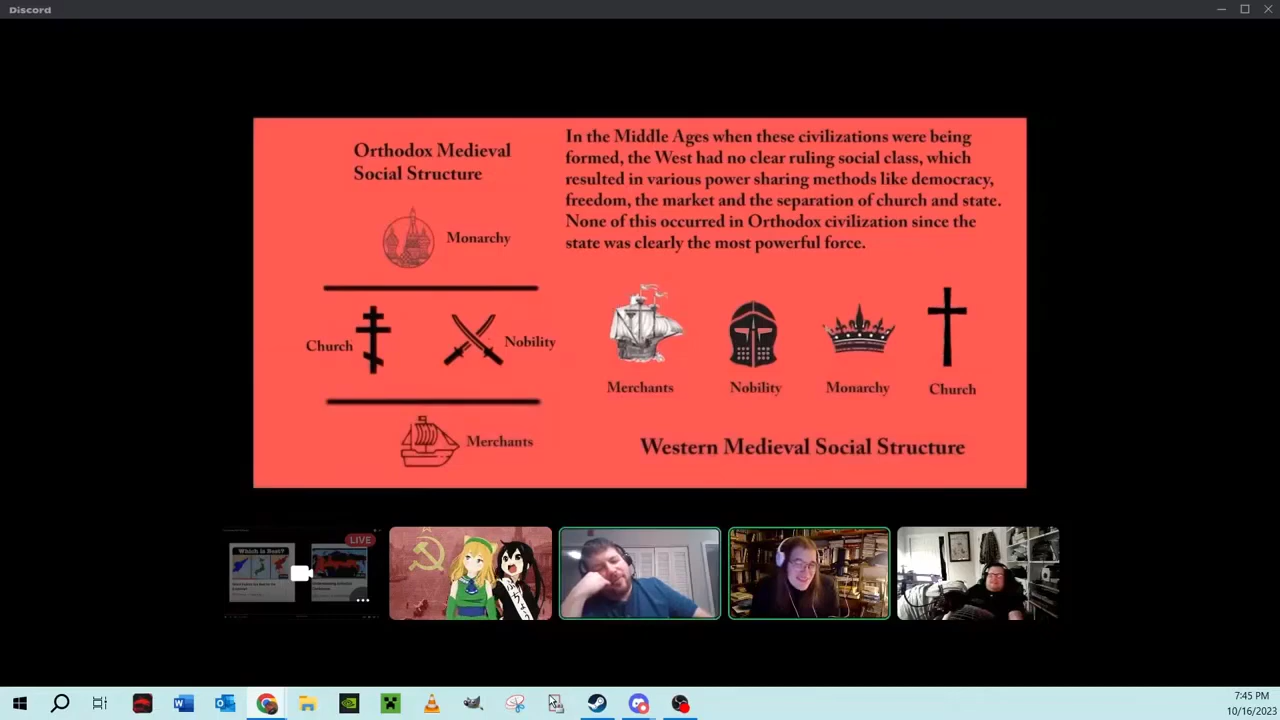 Discord
Orthodox Medieval
Social Structure
Monarchy
Church
Nobility
Merchants
In the Middle Ages when these civilizations were being
formed, the West had no clear ruling social class, which
resulted in various power sharing methods like democracy,
freedom, the market and the separation of church and state.
None of this occurred in Orthodox civilization since the
state was clearly the most powerful force.
Merchants
Nobility
Monarchy
Church
Western Medieval Social Structure
LIVE
Which is Best?
7:45 PM
10/16/2023